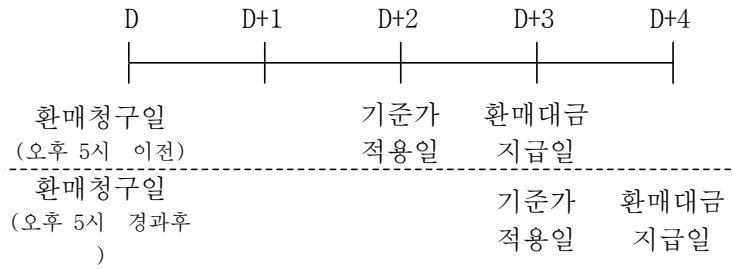 D D+1 D+2 D+3 D+4
환매청구일 기준가 환매대금
(오후 5시 이전) 적용일 지급일
환매청구일 기준가 환매대금
(오후 5시 경과후 적용일 지급일
)